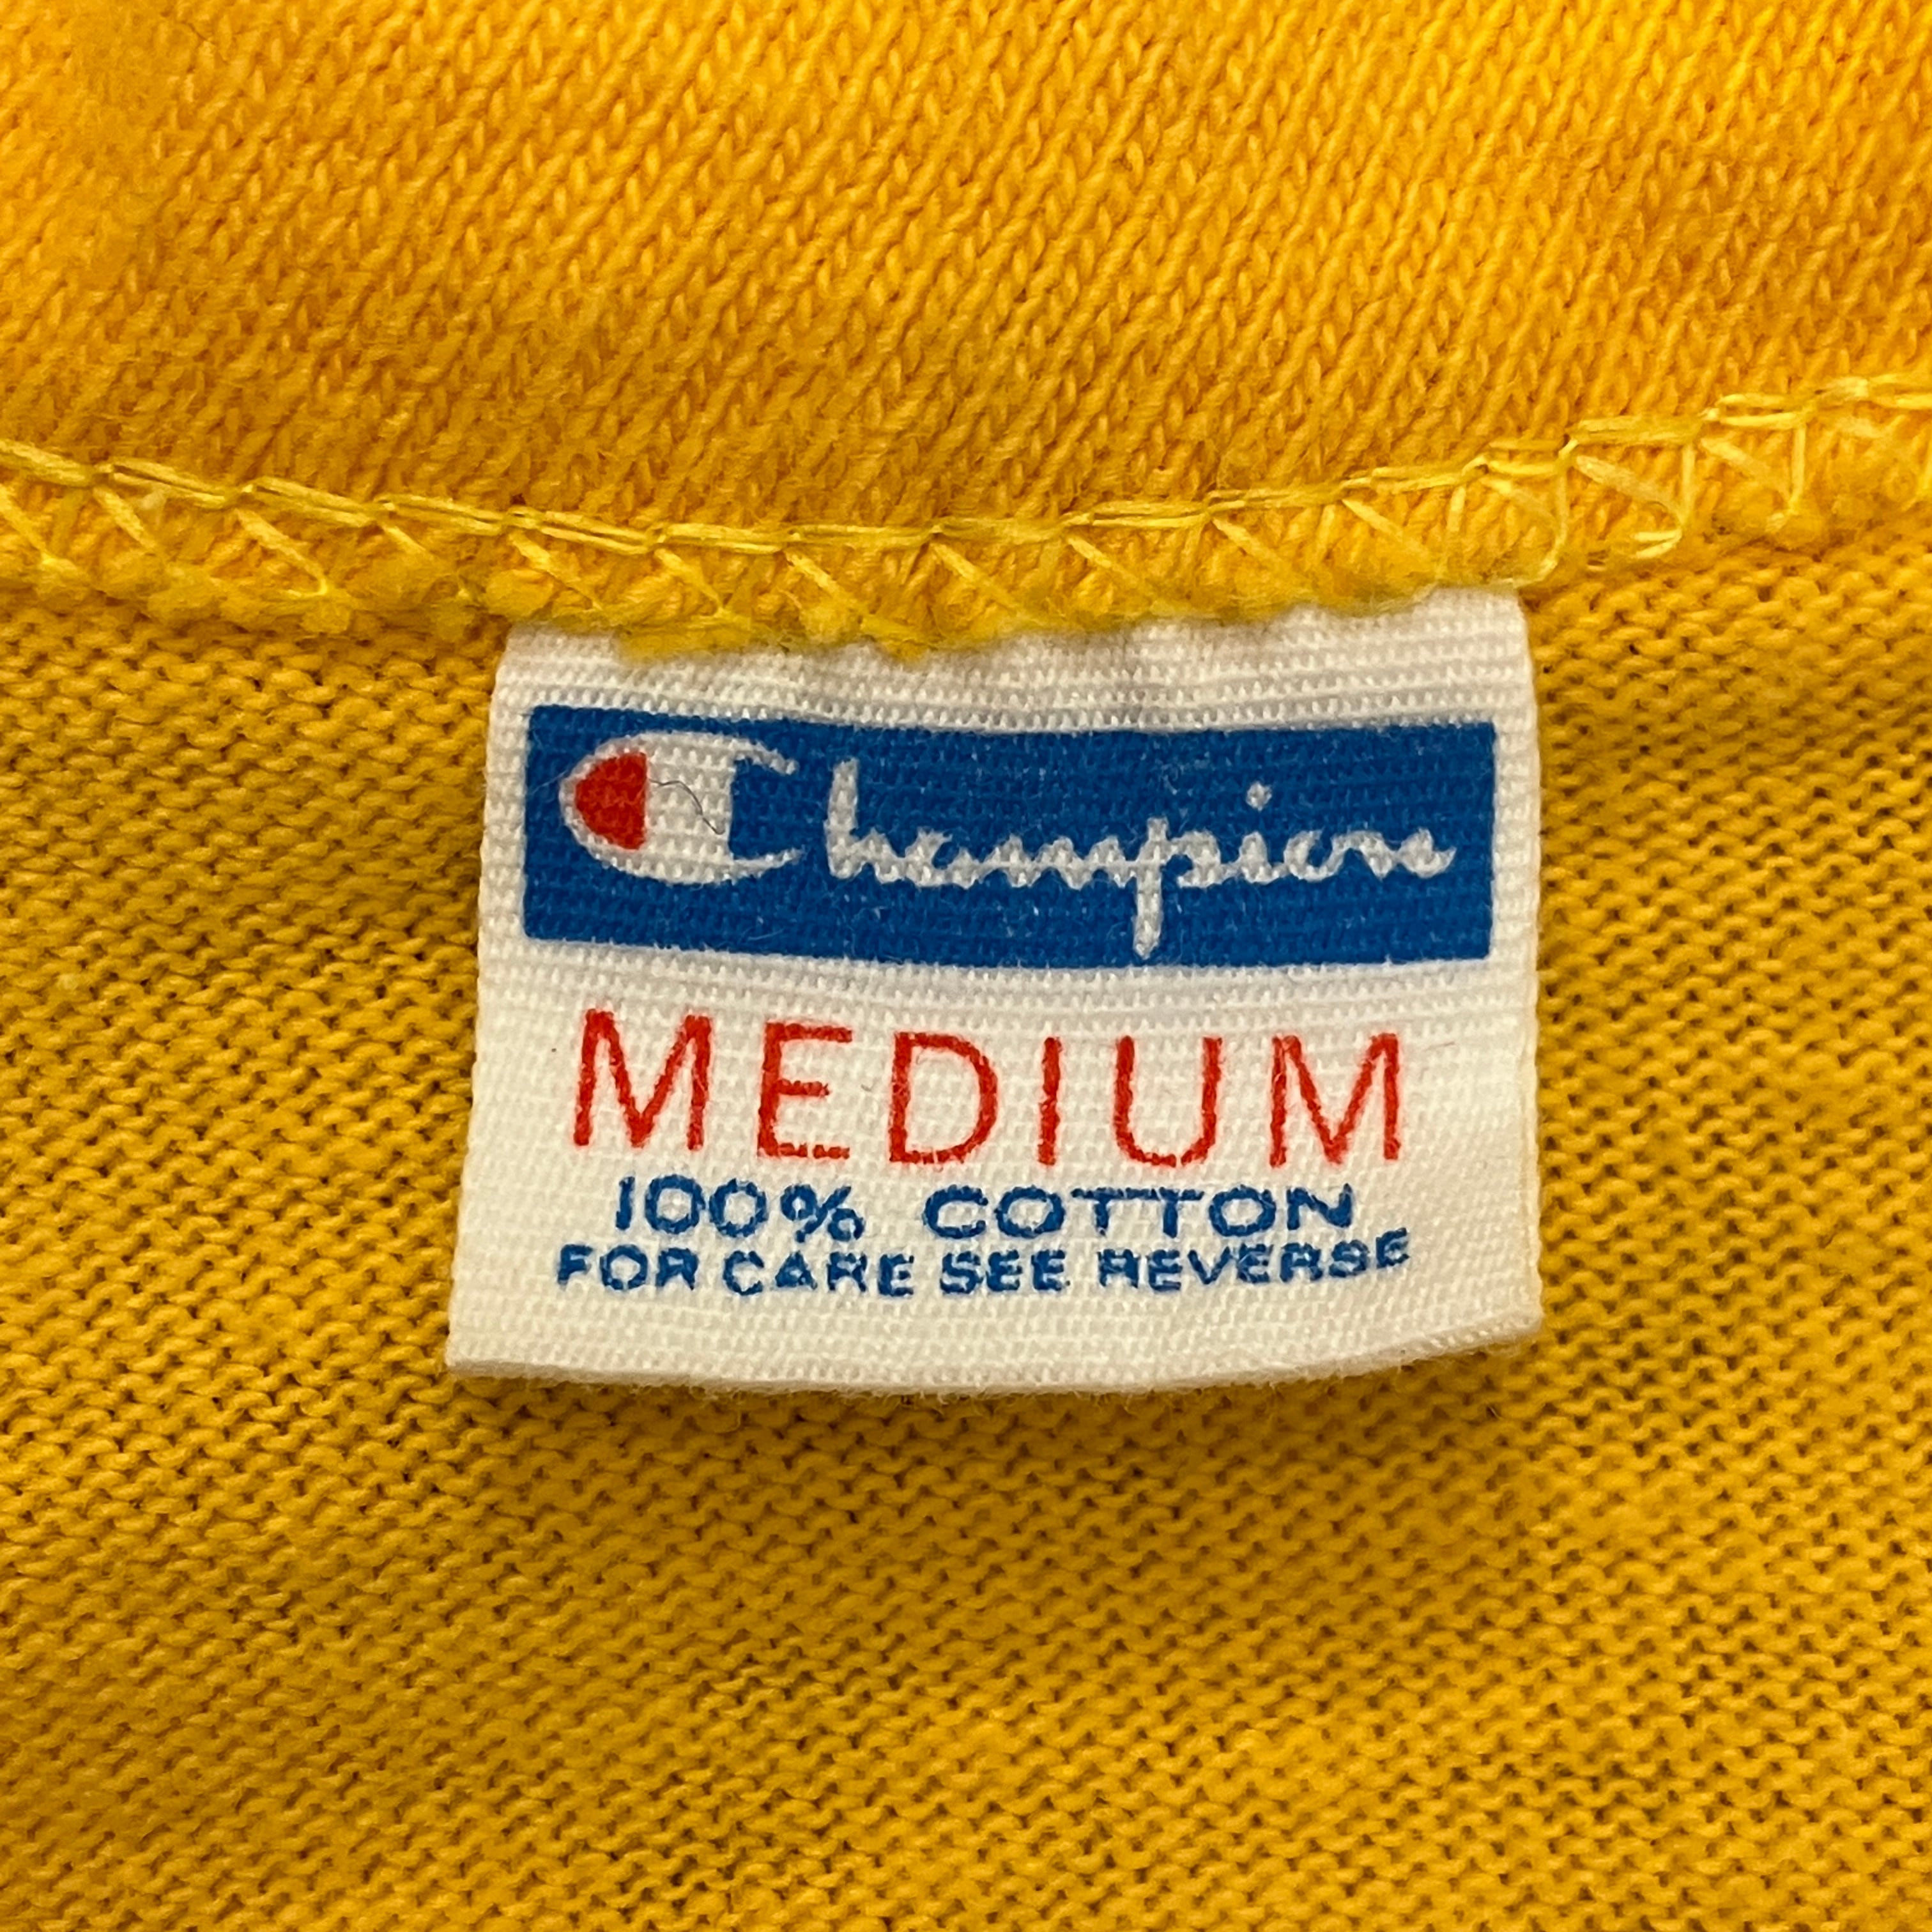 Champion
MEDIUM
100% COTTON
FOR CARE SEE REVERSE